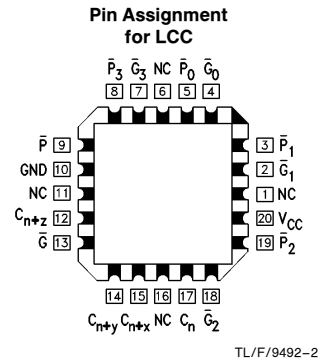 Pin Assignment
for LCC
P̄3 Ḡ3 NC P̄0 Ḡ0
8 7 6 5 4
P̄ 9
GND 10
NC 11
Cn+z 12
Ḡ 13
3 P̄1
2 Ḡ1
1 NC
20 VCC
19 P̄2
14 15 16 17 18
Cn+y Cn+x NC Cn Ḡ2
TL/F/9492–2